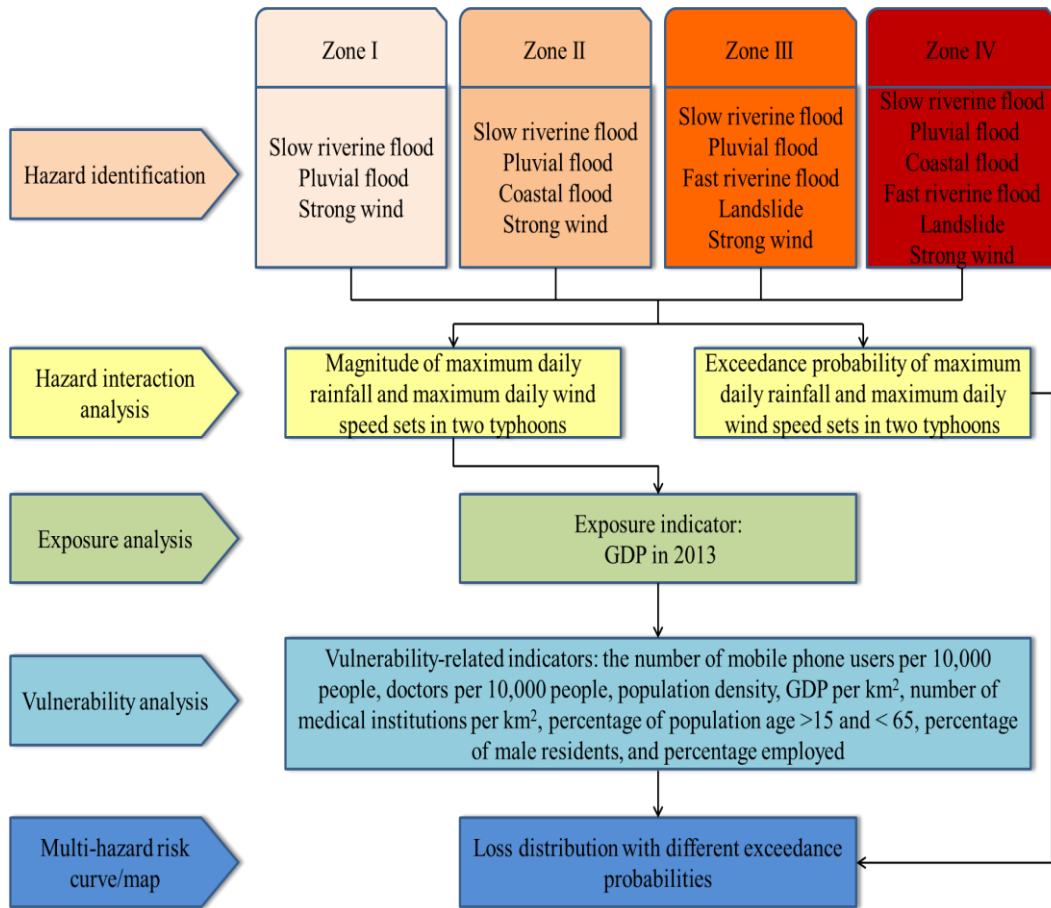 Zone I
Zone II
Zone III
Zone IV
Hazard identification
Slow riverine flood
Pluvial flood
Strong wind
Slow riverine flood
Pluvial flood
Coastal flood
Strong wind
Slow riverine flood
Pluvial flood
Fast riverine flood
Landslide
Strong wind
Slow riverine flood
Pluvial flood
Coastal flood
Fast riverine flood
Landslide
Strong wind
Hazard interaction
analysis
Magnitude of maximum daily
rainfall and maximum daily wind
speed sets in two typhoons
Exceedance probability of maximum
daily rainfall and maximum daily
wind speed sets in two typhoons
Exposure analysis
Exposure indicator:
GDP in 2013
Vulnerability analysis
Vulnerability-related indicators: the number of mobile phone users per 10,000
people, doctors per 10,000 people, population density, GDP per km², number of
medical institutions per km², percentage of population age >15 and < 65, percentage
of male residents, and percentage employed
Multi-hazard risk
curve/map
Loss distribution with different exceedance
probabilities